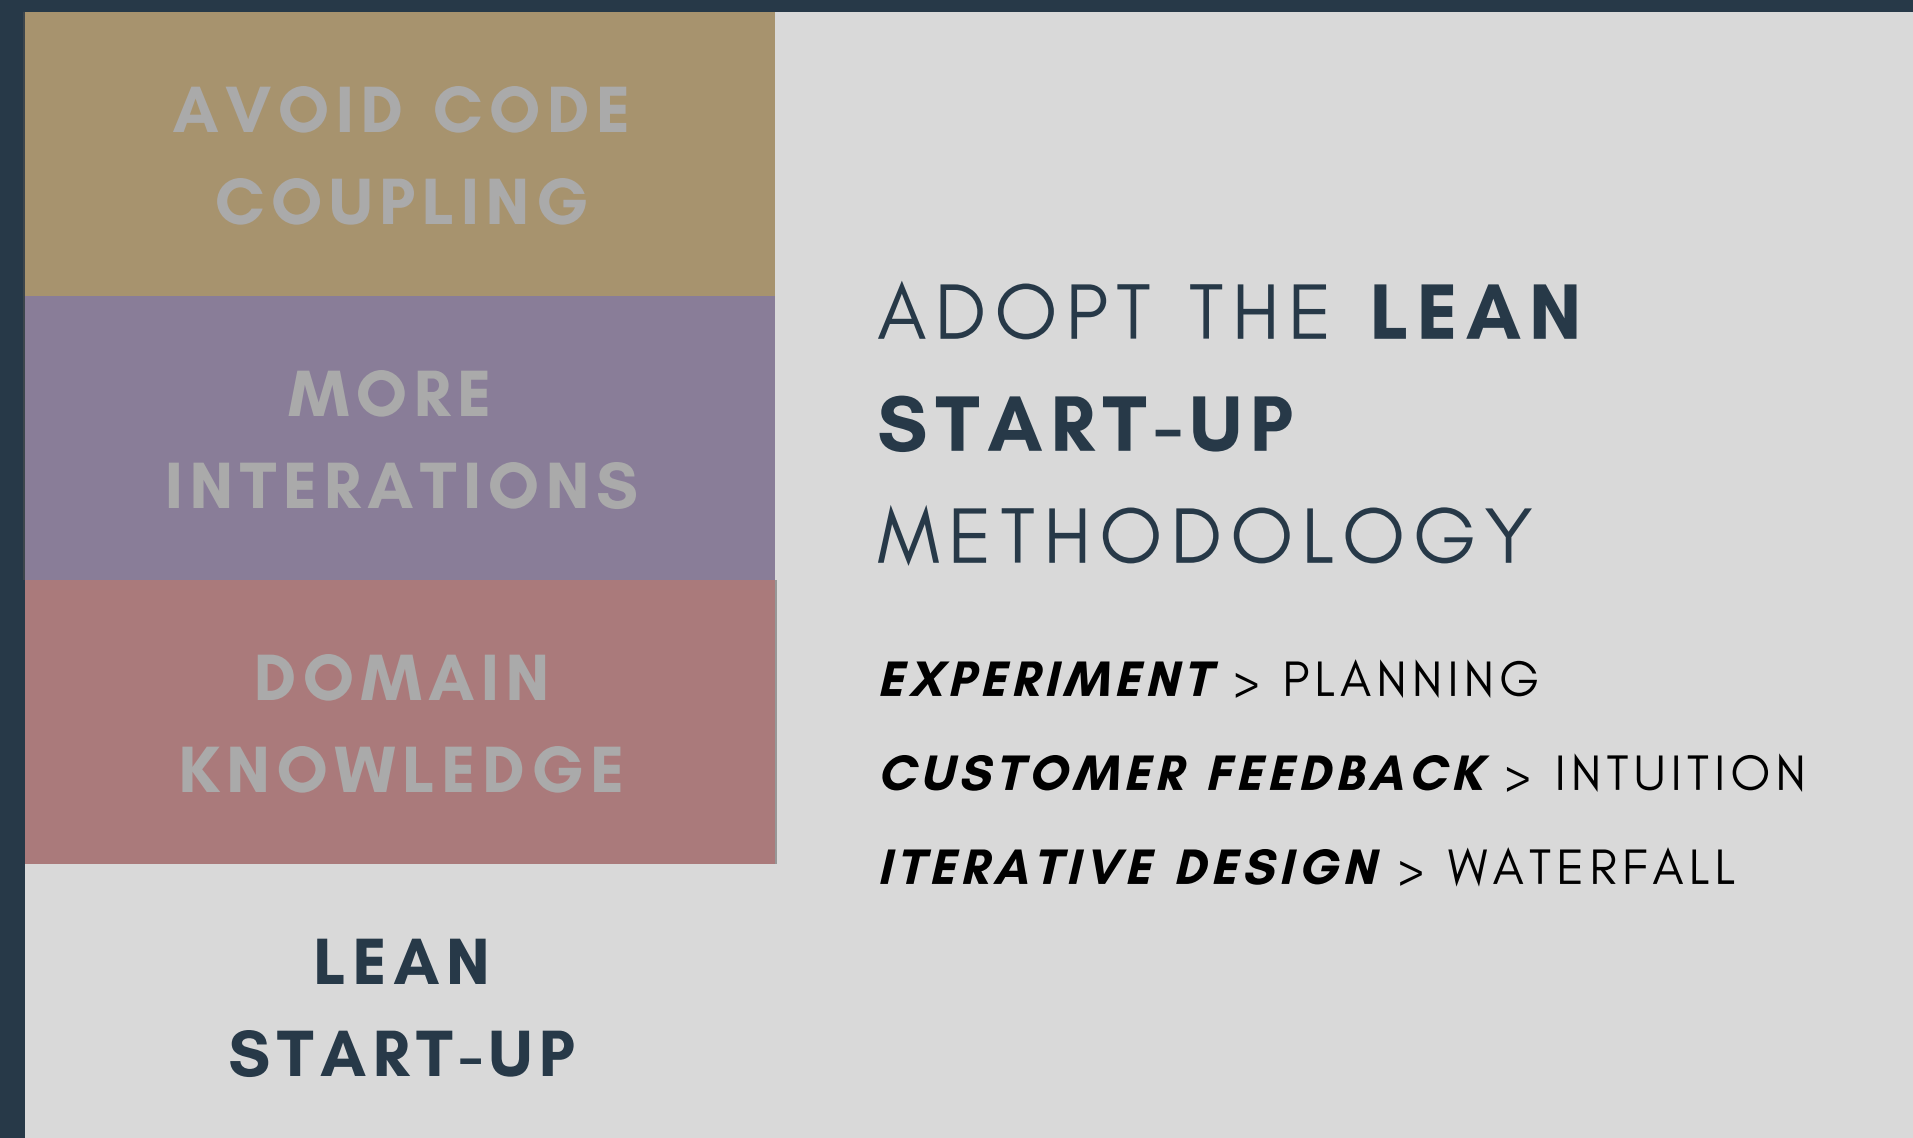 AVOID CODE
COUPLING
MORE
INTERATIONS
DOMAIN
KNOWLEDGE
LEAN
START-UP
ADOPT THE LEAN
START-UP
METHODOLOGY
EXPERIMENT > PLANNING
CUSTOMER FEEDBACK > INTUITION
ITERATIVE DESIGN > WATERFALL